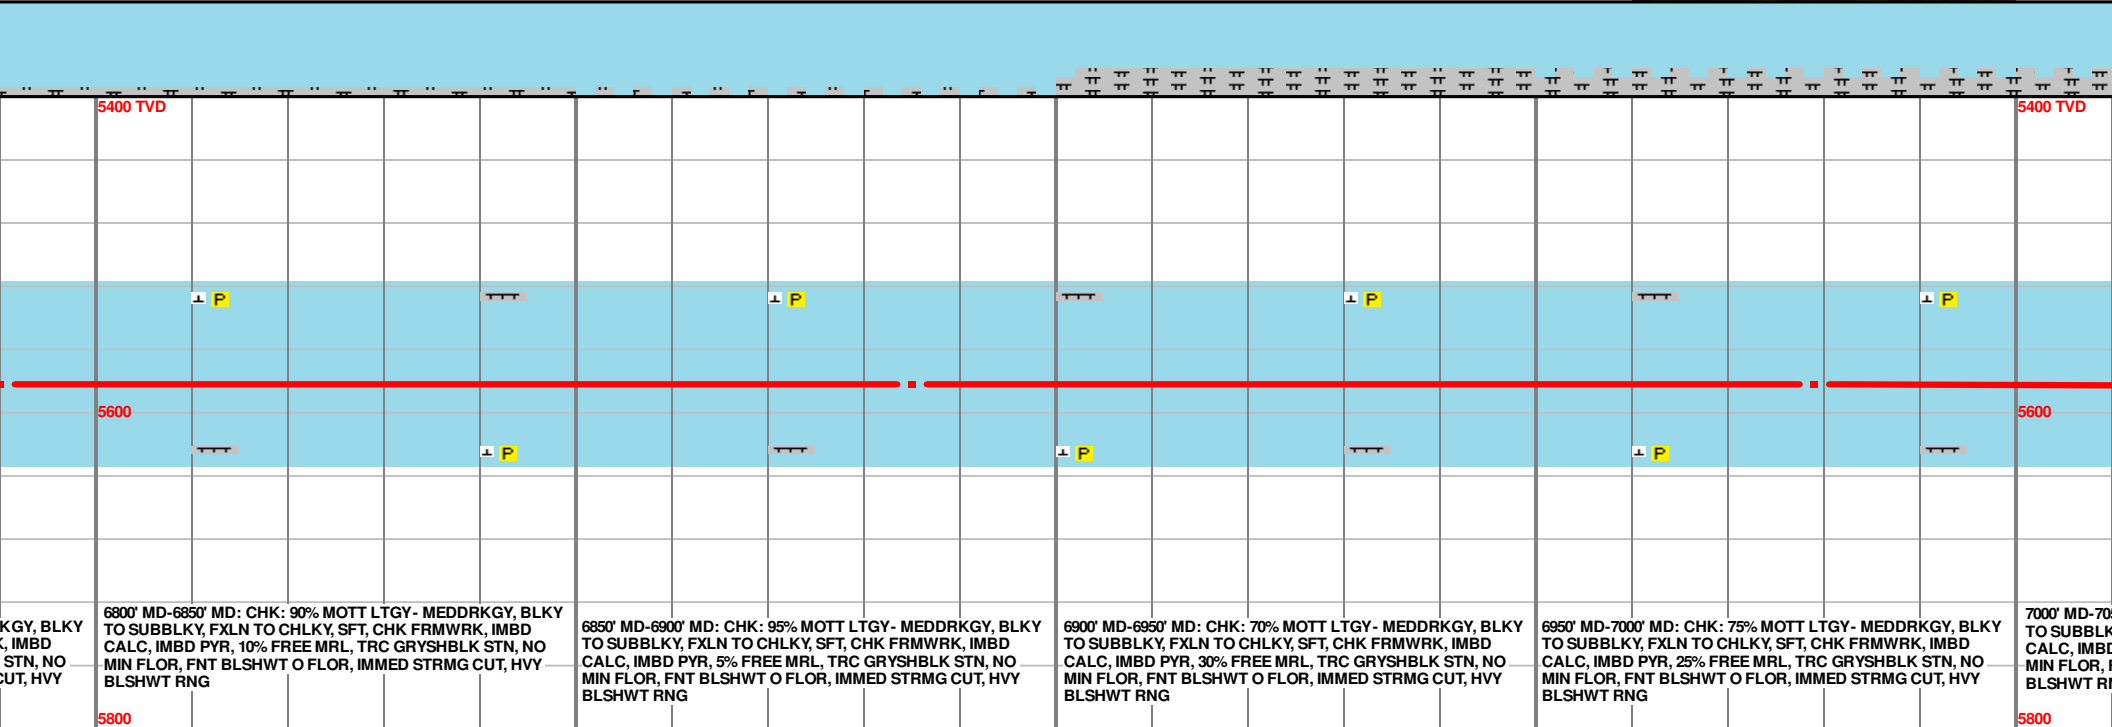 5400 TVD
5400 TVD
P
P
P
P
5600
5600
P
P
P
KGY, BLKY
, IMBD
STN, NO
CUT, HVY
6800' MD-6850' MD: CHK: 90% MOTT LTGY- MEDDRKGY, BLKY
TO SUBBLKY, FXLN TO CHLKY, SFT, CHK FRMWRK, IMBD
CALC, IMBD PYR, 10% FREE MRL, TRC GRYSHBLK STN, NO
MIN FLOR, FNT BLSHWT O FLOR, IMMED STRMG CUT, HVY
BLSHWT RNG
6850' MD-6900' MD: CHK: 95% MOTT LTGY- MEDDRKGY, BLKY
TO SUBBLKY, FXLN TO CHLKY, SFT, CHK FRMWRK, IMBD
CALC, IMBD PYR, 5% FREE MRL, TRC GRYSHBLK STN, NO
MIN FLOR, FNT BLSHWT O FLOR, IMMED STRMG CUT, HVY
BLSHWT RNG
6900' MD-6950' MD: CHK: 70% MOTT LTGY- MEDDRKGY, BLKY
TO SUBBLKY, FXLN TO CHLKY, SFT, CHK FRMWRK, IMBD
CALC, IMBD PYR, 30% FREE MRL, TRC GRYSHBLK STN, NO
MIN FLOR, FNT BLSHWT O FLOR, IMMED STRMG CUT, HVY
BLSHWT RNG
6950' MD-7000' MD: CHK: 75% MOTT LTGY- MEDDRKGY, BLKY
TO SUBBLKY, FXLN TO CHLKY, SFT, CHK FRMWRK, IMBD
CALC, IMBD PYR, 25% FREE MRL, TRC GRYSHBLK STN, NO
MIN FLOR, FNT BLSHWT O FLOR, IMMED STRMG CUT, HVY
BLSHWT RNG
7000' MD-705
TO SUBBLK
CALC, IMBD
MIN FLOR,
BLSHWT
5800
5800